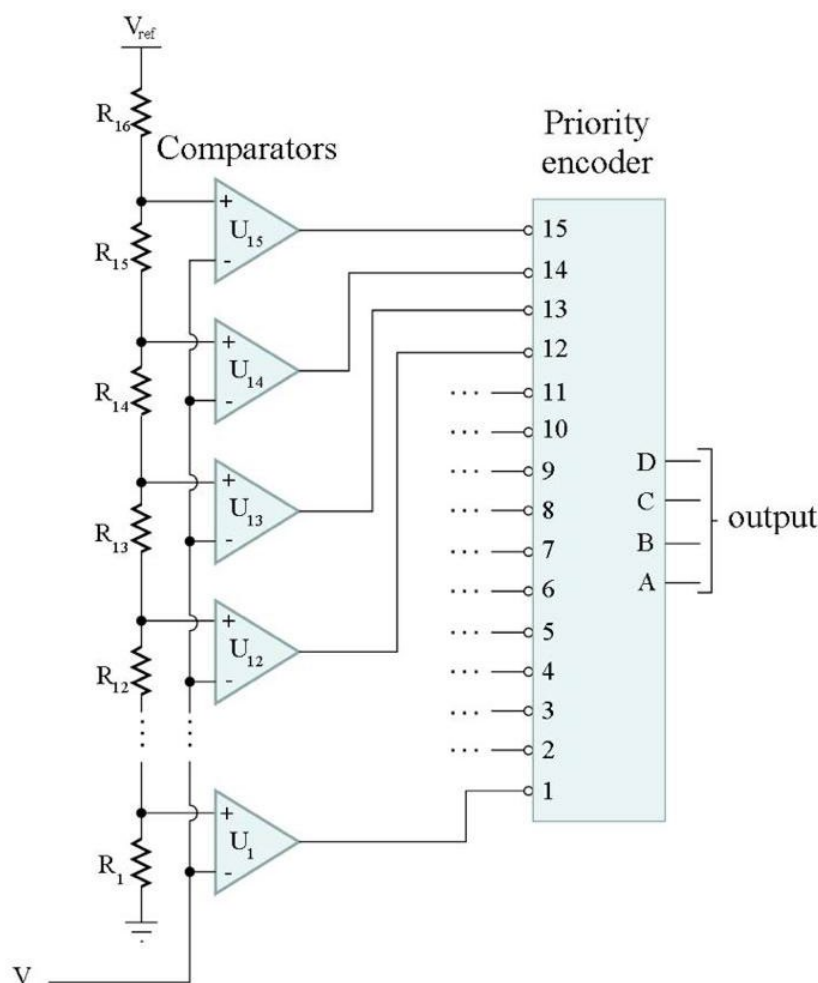 Vref
R16
Comparators
Priority
encoder
+
U15
-
15
R15
14
13
+
U14
-
12
R14
... 11
... 10
+
U13
-
... 9
D
C
... 8
output
R13
... 7
B
... 6
A
+
U12
-
... 5
R12
... 4
... 3
... 2
1
+
U1
-
R1
V